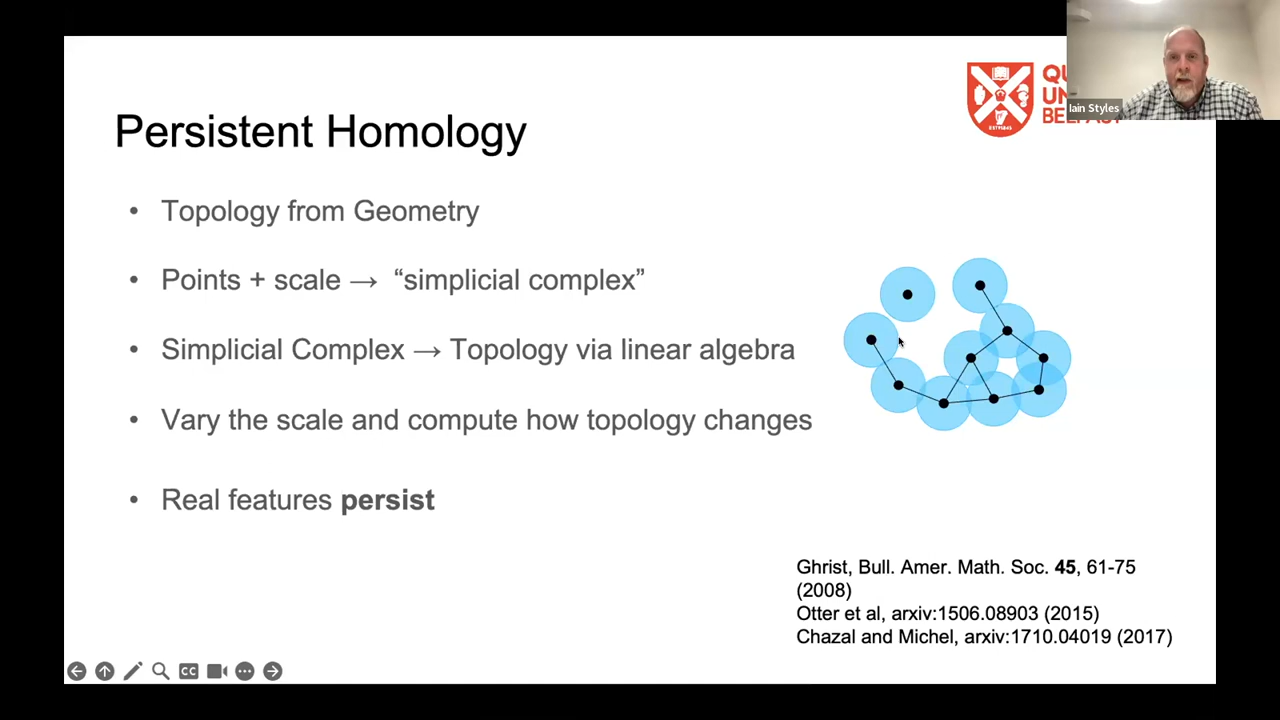 Persistent Homology
• Topology from Geometry
• Points + scale → “simplicial complex”
• Simplicial Complex → Topology via linear algebra
• Vary the scale and compute how topology changes
• Real features persist
Iain Styles
Ghrist, Bull. Amer. Math. Soc. 45, 61-75
(2008)
Otter et al, arxiv:1506.08903 (2015)
Chazal and Michel, arxiv:1710.04019 (2017)
CC